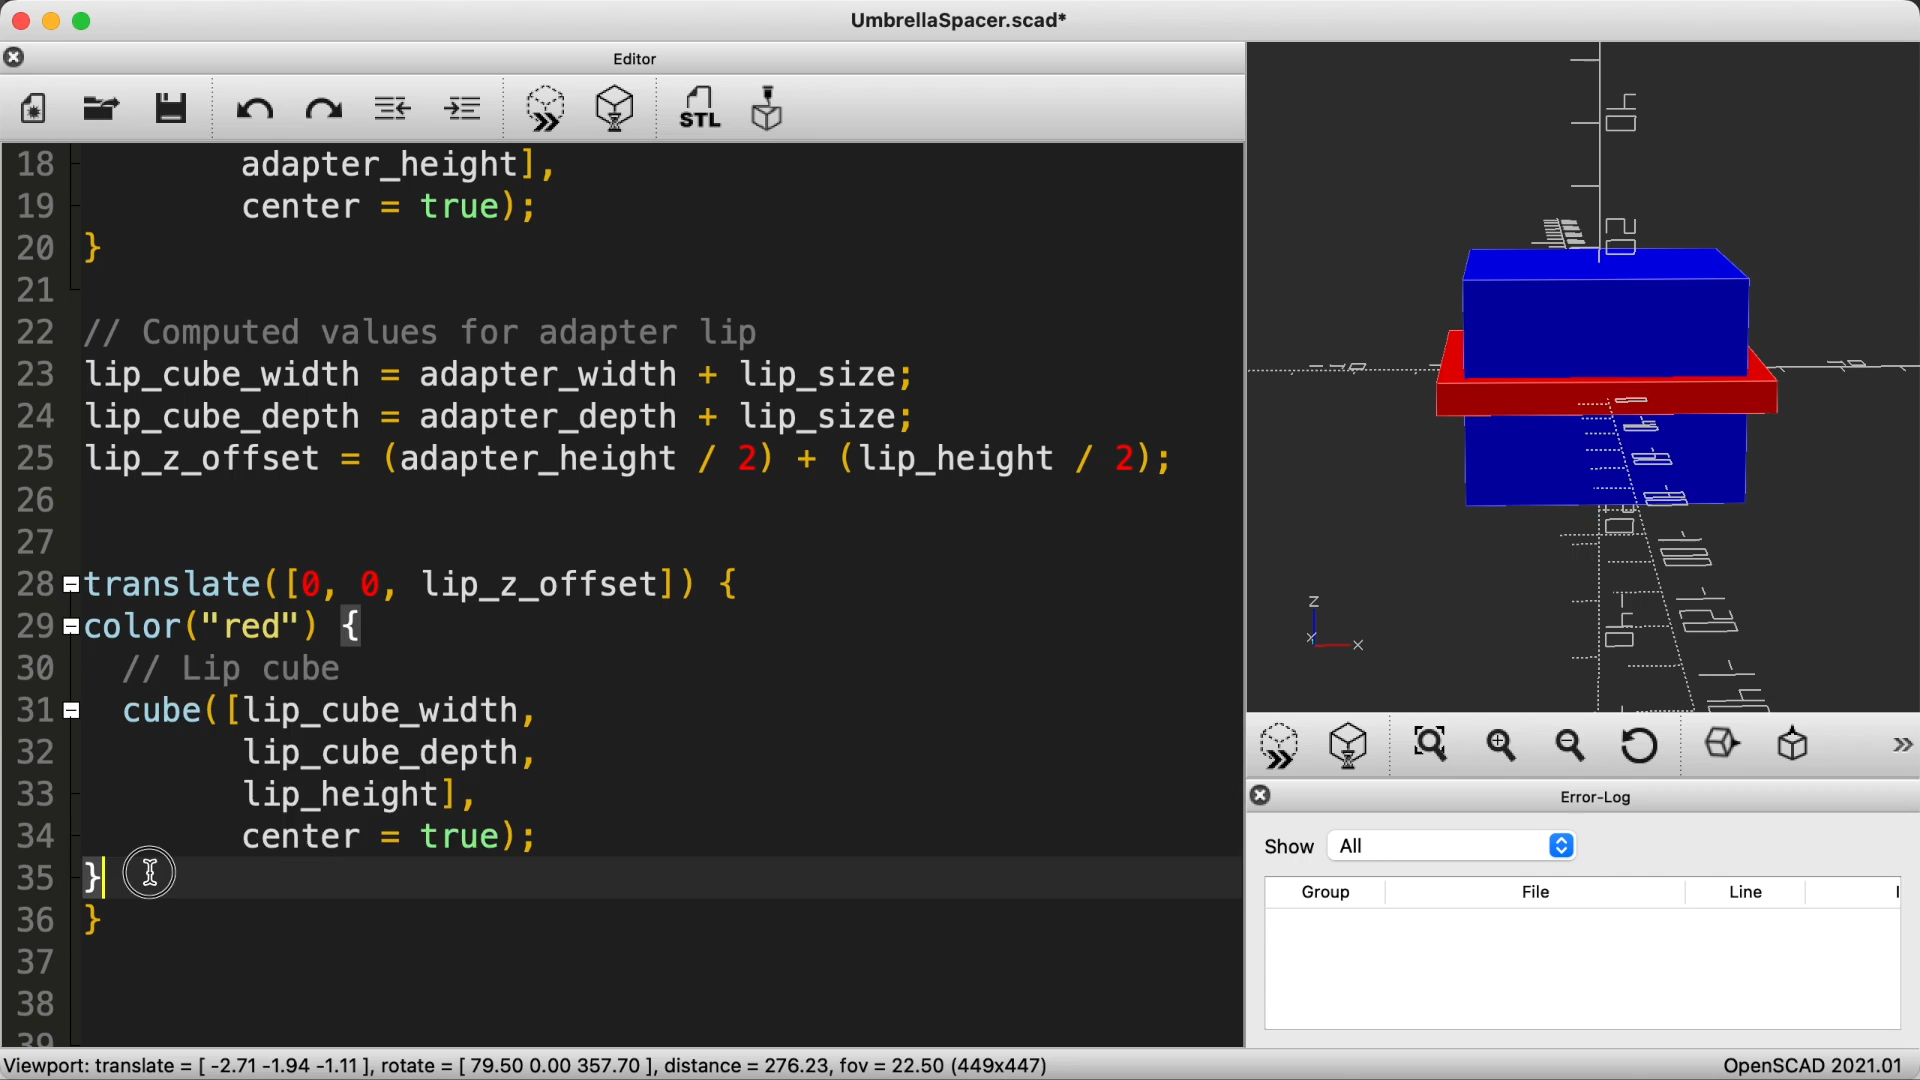 UmbrellaSpacer.scad*
Editor
STL
18 adapter_height],
19 center = true);
20 }
21
22 // Computed values for adapter lip
23 lip_cube_width = adapter_width + lip_size;
24 lip_cube_depth = adapter_depth + lip_size;
25 lip_z_offset = (adapter_height / 2) + (lip_height / 2);
26
27
28 translate([0, 0, lip_z_offset]) {
29 color("red") {
30 // Lip cube
31 cube([lip_cube_width,
32 lip_cube_depth,
33 lip_height],
34 center = true);
35 }
36 }
37
38
39
Z
X
Error-Log
Show All
Group File Line
Viewport: translate = [ -2.71 -1.94 -1.11 ], rotate = [ 79.50 0.00 357.70 ], distance = 276.23, fov = 22.50 (449x447)
OpenSCAD 2021.01